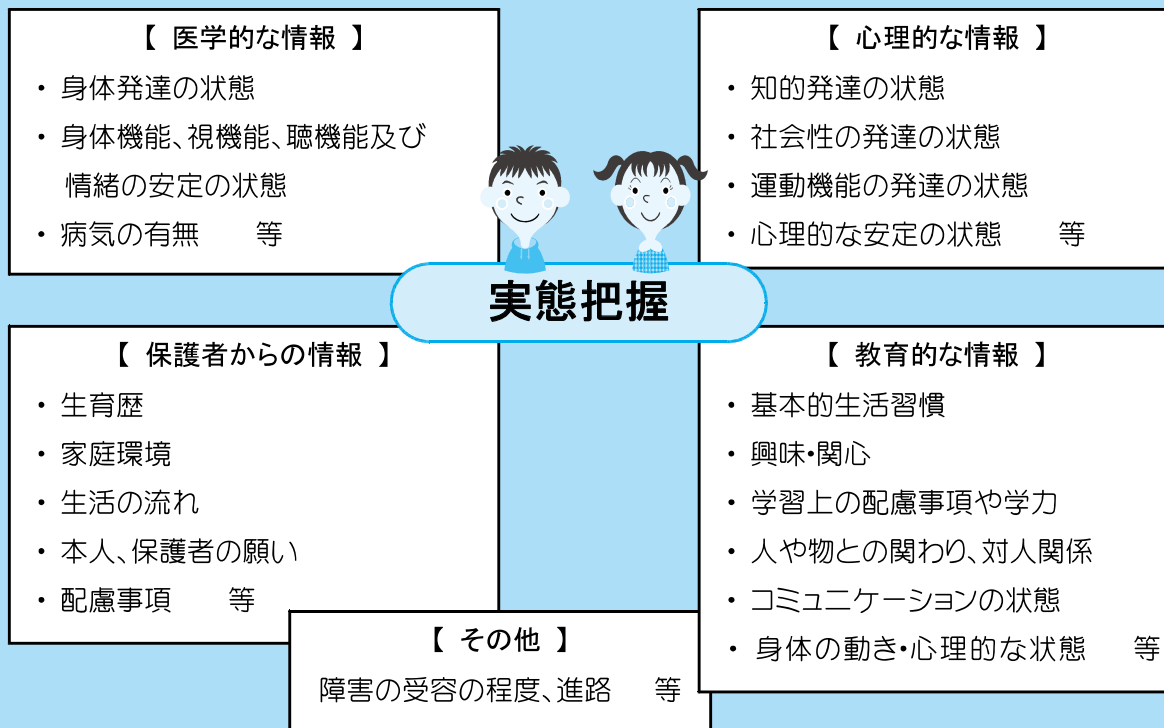 【 医学的な情報 】
・ 身体発達の状態
・ 身体機能、視機能、聴機能及び
情緒の安定の状態
・ 病気の有無　　等
【 心理的な情報 】
・ 知的発達の状態
・ 社会性の発達の状態
・ 運動機能の発達の状態
・ 心理的な安定の状態　　等
実態把握
【 保護者からの情報 】
・ 生育歴
・ 家庭環境
・ 生活の流れ
・ 本人、保護者の願い
・ 配慮事項　　等
【 教育的な情報 】
・ 基本的生活習慣
・ 興味・関心
・ 学習上の配慮事項や学力
・ 人や物との関わり、対人関係
・ コミュニケーションの状態
・ 身体の動き・心理的な状態　　等
【 その他 】
障害の受容の程度、進路　　等